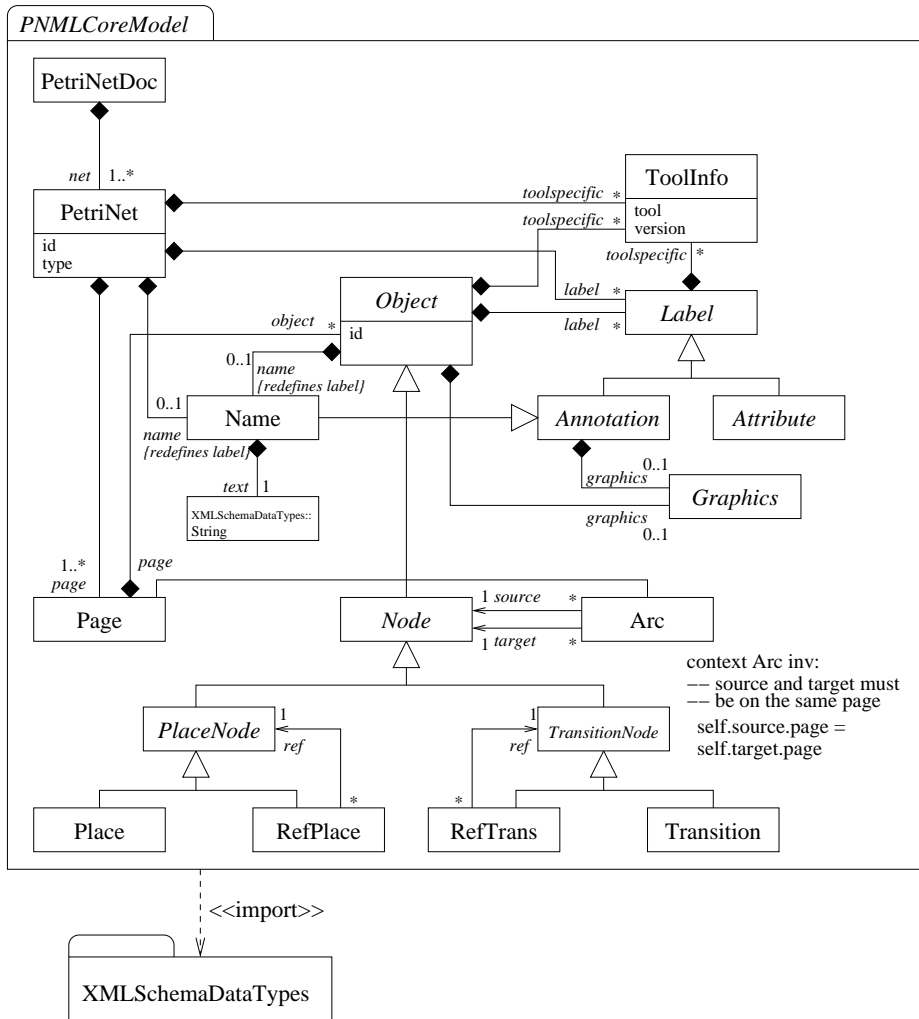 PNMLCoreModel
PetriNetDoc
net 1..*
PetriNet
id
type
toolspecific *
toolspecific *
ToolInfo
tool
version
toolspecific *
Object
id
label *
label *
Label
object *
0..1
name
{redefines label}
0..1
name
{redefines label}
Name
Annotation
Attribute
text 1
XMLSchemaDataTypes::
String
graphics
0..1
graphics
0..1
Graphics
1..*
page
page
Page
Node
1 source *
1 target *
Arc
context Arc inv:
−− source and target must
−− be on the same page
self.source.page =
self.target.page
PlaceNode
1
ref
*
TransitionNode
1
ref
*
Place
RefPlace
RefTrans
Transition
<<import>>
XMLSchemaDataTypes